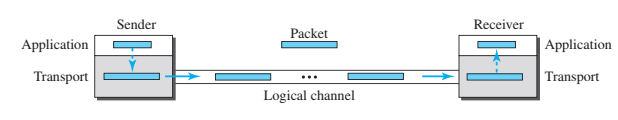 Sender
Receiver
Packet
Application
Application
Transport
Transport
Logical channel